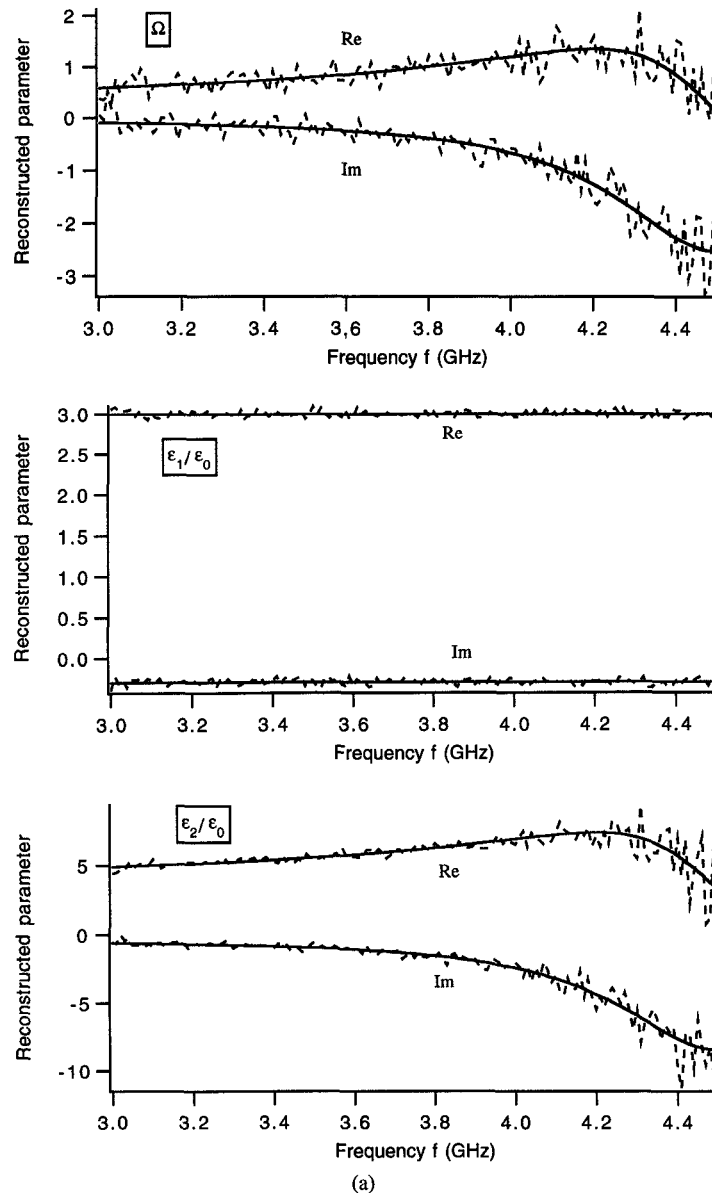 Ω
Re
Im
Reconstructed parameter
2
1
0
-1
-2
-3
3.0 3.2 3.4 3,6 3.8 4.0 4.2 4.4
Frequency f (GHz)
ε1/ε0
Re
Im
Reconstructed parameter
3.0
2.5
2.0
1.5
1.0
0.5
0.0
3.0 3.2 3.4 3.6 3.8 4.0 4.2 4.4
Frequency f (GHz)
ε2/ε0
Re
Im
Reconstructed parameter
5
0
-5
-10
3.0 3.2 3.4 3.6 3.8 4.0 4.2 4.4
Frequency f (GHz)
(a)